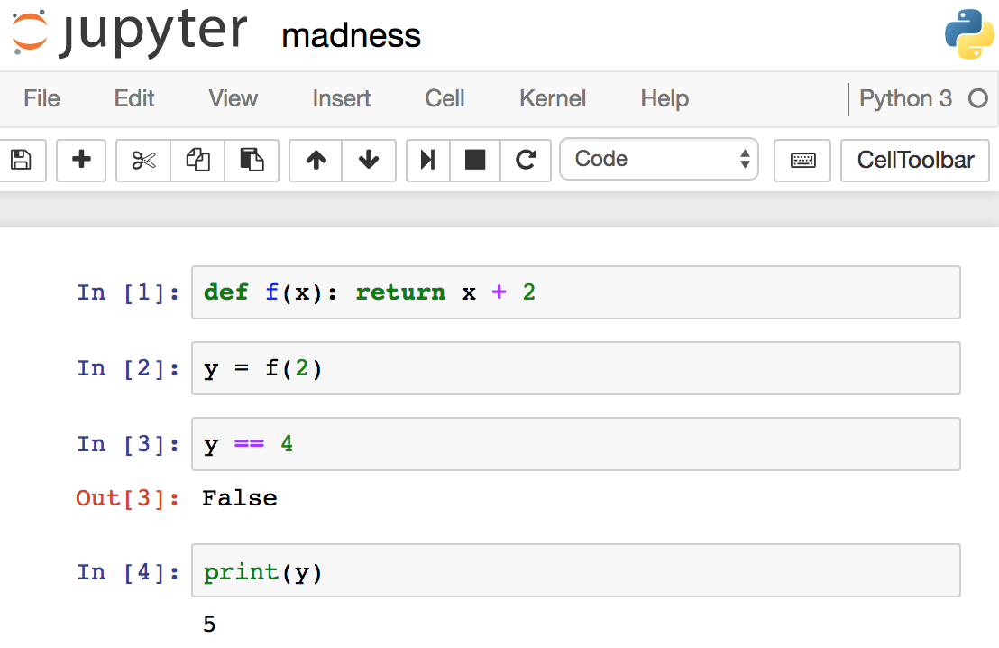 jupyter madness
File Edit View Insert Cell Kernel Help Python 3
Code CellToolbar
In [1]: def f(x): return x + 2
In [2]: y = f(2)
In [3]: y == 4
Out[3]: False
In [4]: print(y)
5